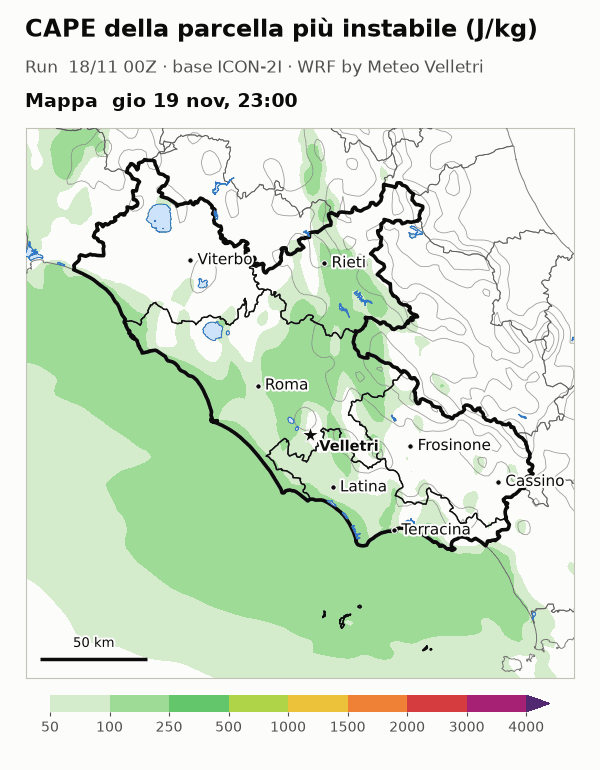 CAPE della parcella più instabile (J/kg)
Run  18/11 00Z · base ICON-2I · WRF by Meteo Velletri
Mappa  gio 19 nov, 23:00
Viterbo
Rieti
Roma
Velletri
Frosinone
Latina
Cassino
Terracina
50 km
50 100 250 500 1000 1500 2000 3000 4000